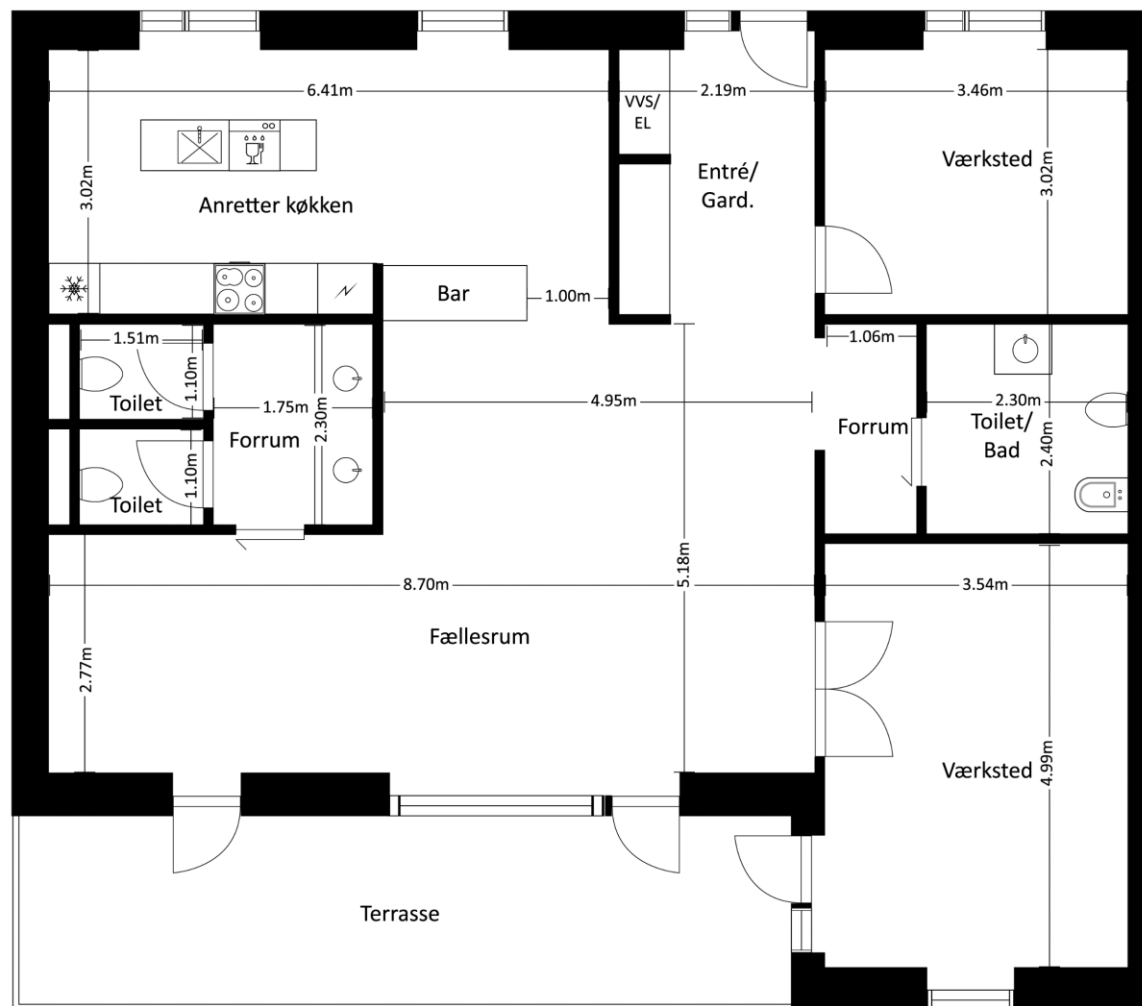 6.41m
2.19m
3.46m
VVS/
EL
3.02m
Anretter køkken
Entré/
Gard.
Værksted
3.02m
Bar
1.00m
1.51m
1.10m
Toilet
1.75m
2.30m
Forrum
4.95m
1.06m
Forrum
2.30m
Toilet/
Bad
2.40m
1.10m
Toilet
8.70m
5.18m
3.54m
Fællesrum
2.77m
Værksted
4.99m
Terrasse